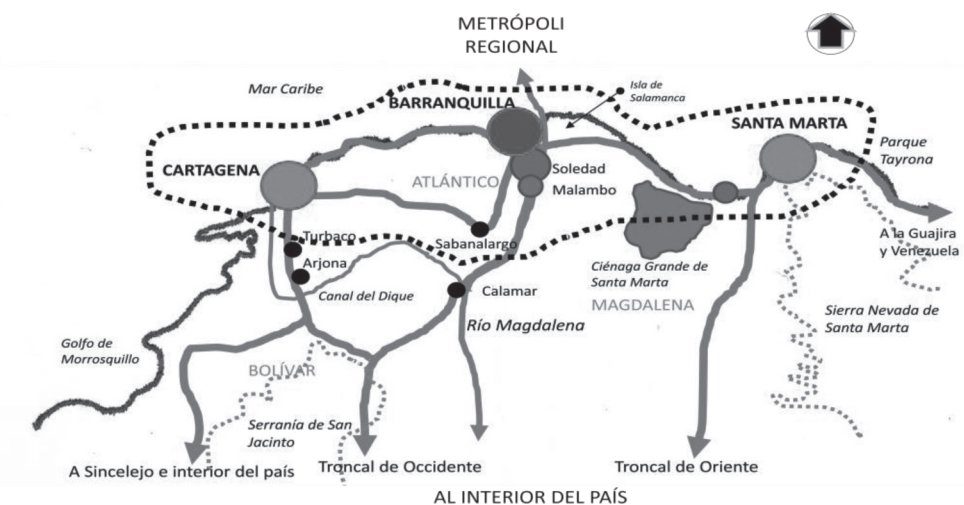 METRÓPOLI
REGIONAL
Mar Caribe
Isla de
Salamanca
BARRANQUILLA
SANTA MARTA
Parque
Tayrona
CARTAGENA
ATLÁNTICO
Soledad
Malambo
Turbaco
Sabanalargo
A la Guajira
y Venezuela
Arjona
Ciénaga Grande de
Santa Marta
Canal del Dique
Calamar
MAGDALENA
Sierra Nevada de
Santa Marta
Río Magdalena
Golfo de
Morrosquillo
BOLÍVAR
Serranía de San
Jacinto
A Sincelejo e interior del país
Troncal de Occidente
Troncal de Oriente
AL INTERIOR DEL PAÍS